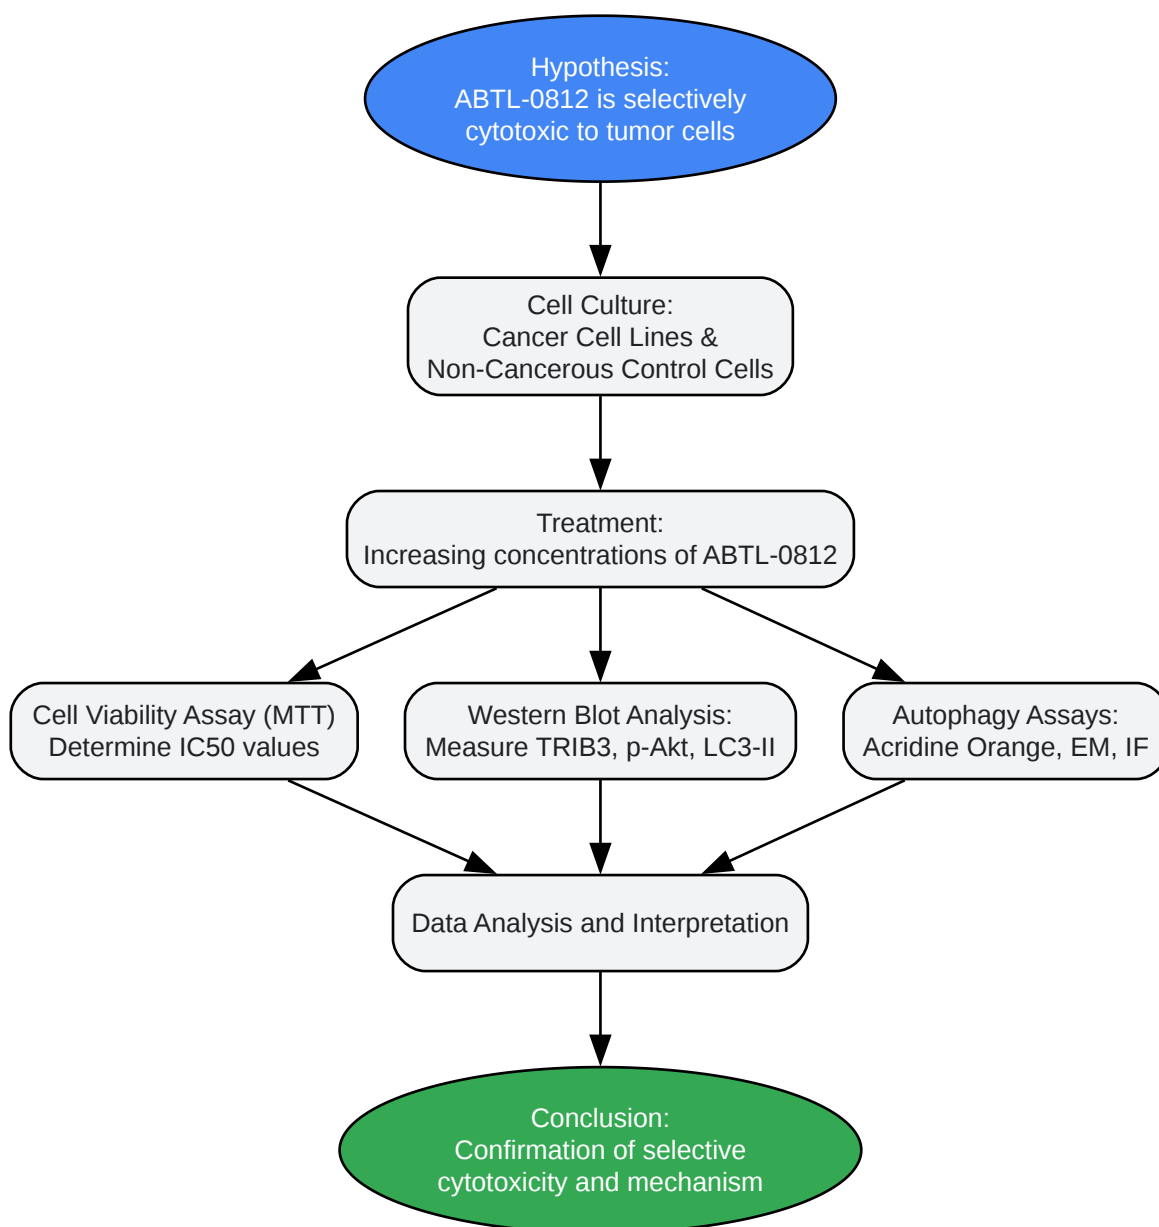 Hypothesis:
ABTL-0812 is selectively
cytotoxic to tumor cells
Cell Culture:
Cancer Cell Lines &
Non-Cancerous Control Cells
Treatment:
Increasing concentrations of ABTL-0812
Cell Viability Assay (MTT)
Determine IC50 values
Western Blot Analysis:
Measure TRIB3, p-Akt, LC3-II
Autophagy Assays:
Acridine Orange, EM, IF
Data Analysis and Interpretation
Conclusion:
Confirmation of selective
cytotoxicity and mechanism